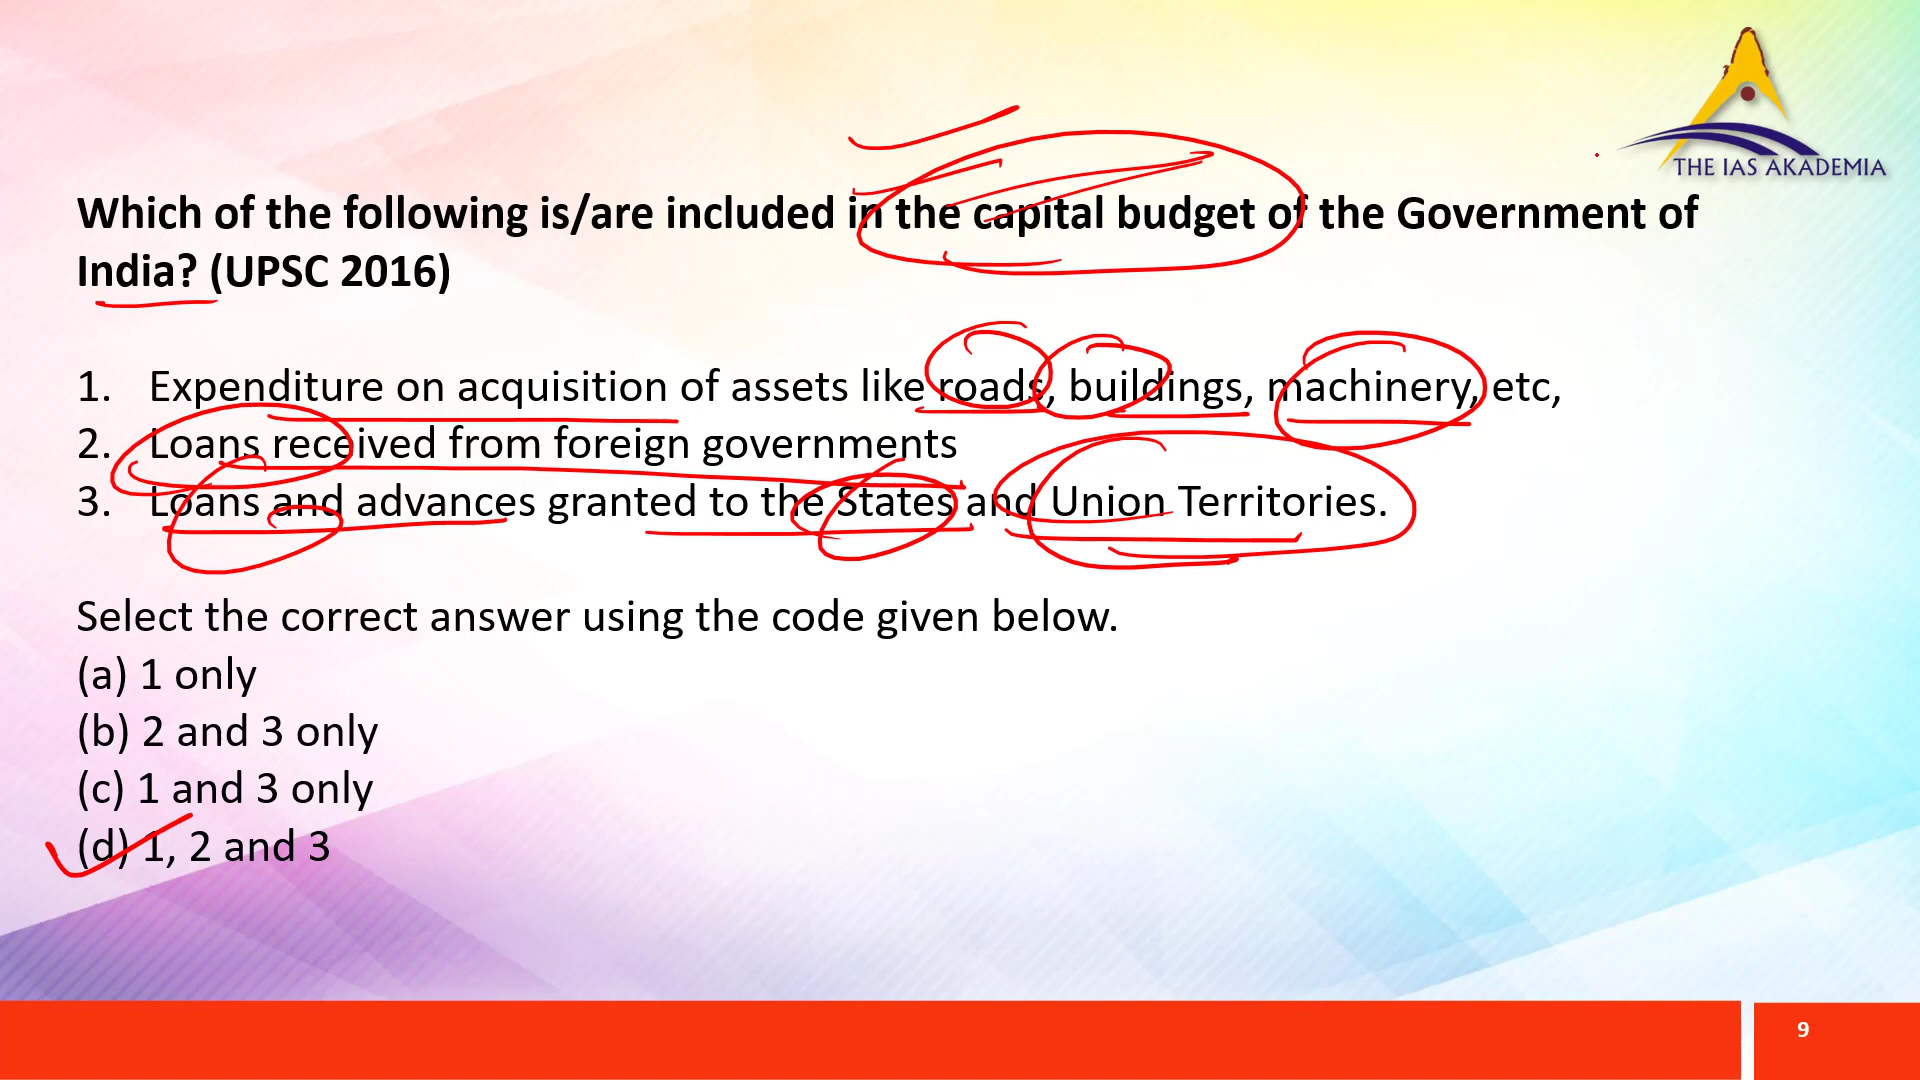 THE IAS AKADEMIA
Which of the following is/are included in the capital budget of the Government of
India? (UPSC 2016)
1. Expenditure on acquisition of assets like roads, buildings, machinery, etc,
2. Loans received from foreign governments
3. Loans and advances granted to the States and Union Territories.
Select the correct answer using the code given below.
(a) 1 only
(b) 2 and 3 only
(c) 1 and 3 only
(d) 1, 2 and 3
9